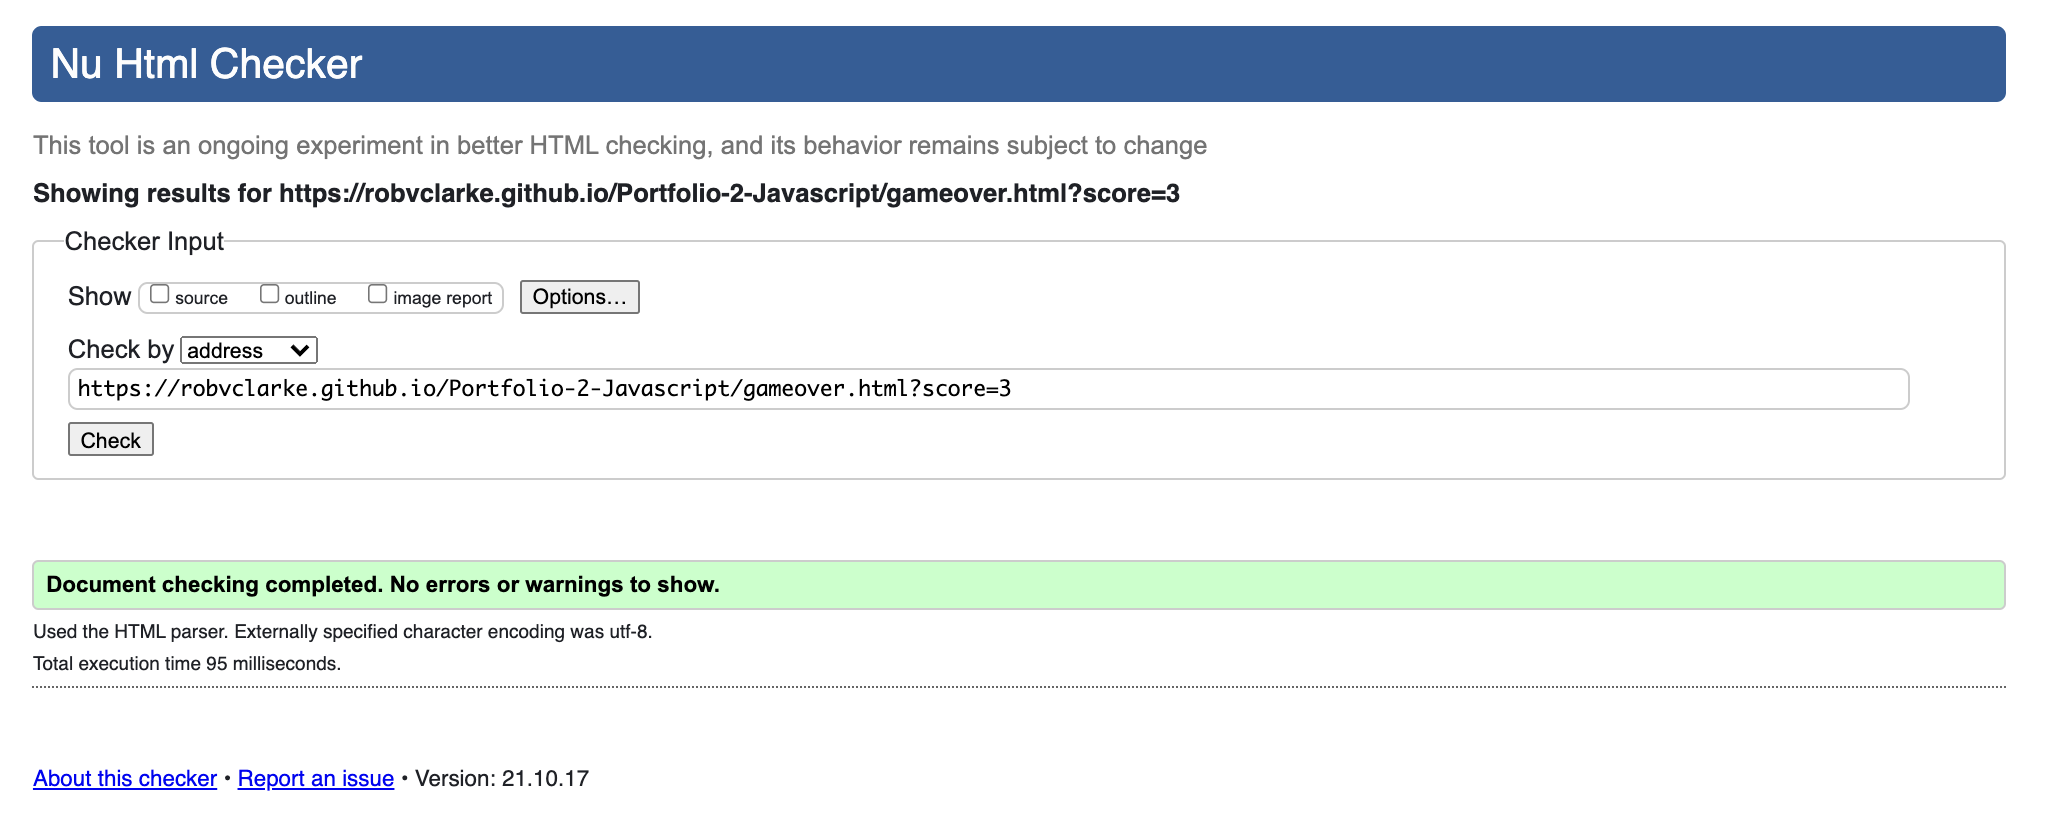 Nu Html Checker
This tool is an ongoing experiment in better HTML checking, and its behavior remains subject to change
Showing results for https://robvclarke.github.io/Portfolio-2-Javascript/gameover.html?score=3
Checker Input
Show source outline image report Options...
Check by address
https://robvclarke.github.io/Portfolio-2-Javascript/gameover.html?score=3
Check
Document checking completed. No errors or warnings to show.
Used the HTML parser. Externally specified character encoding was utf-8.
Total execution time 95 milliseconds.
About this checker • Report an issue • Version: 21.10.17